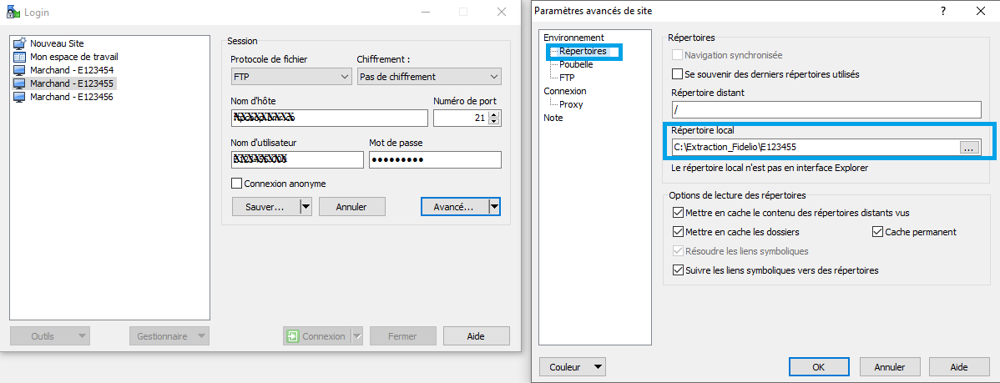 Login
Nouveau Site
Mon espace de travail
Marchand - E123454
Marchand - E123455
Marchand - E123456
Session
Protocole de fichier
Chiffrement :
FTP
Pas de chiffrement
Nom d'hôte
Numéro de port
21
Nom d'utilisateur
Mot de passe
●●●●●●●●●
Connexion anonyme
Sauver...
Annuler
Avancé...
Outils
Gestionnaire
Connexion
Fermer
Aide
Paramètres avancés de site
Environnement
Répertoires
Poubelle
FTP
Connexion
Proxy
Note
Répertoires
Navigation synchronisée
Se souvenir des derniers répertoires utilisés
Répertoire distant
/
Répertoire local
C:\Extraction_Fidelio\E123455
...
Le répertoire local n'est pas en interface Explorer
Options de lecture des répertoires
Mettre en cache le contenu des répertoires distants vus
Mettre en cache les dossiers
Cache permanent
Résoudre les liens symboliques
Suivre les liens symboliques vers des répertoires
Couleur
OK
Annuler
Aide